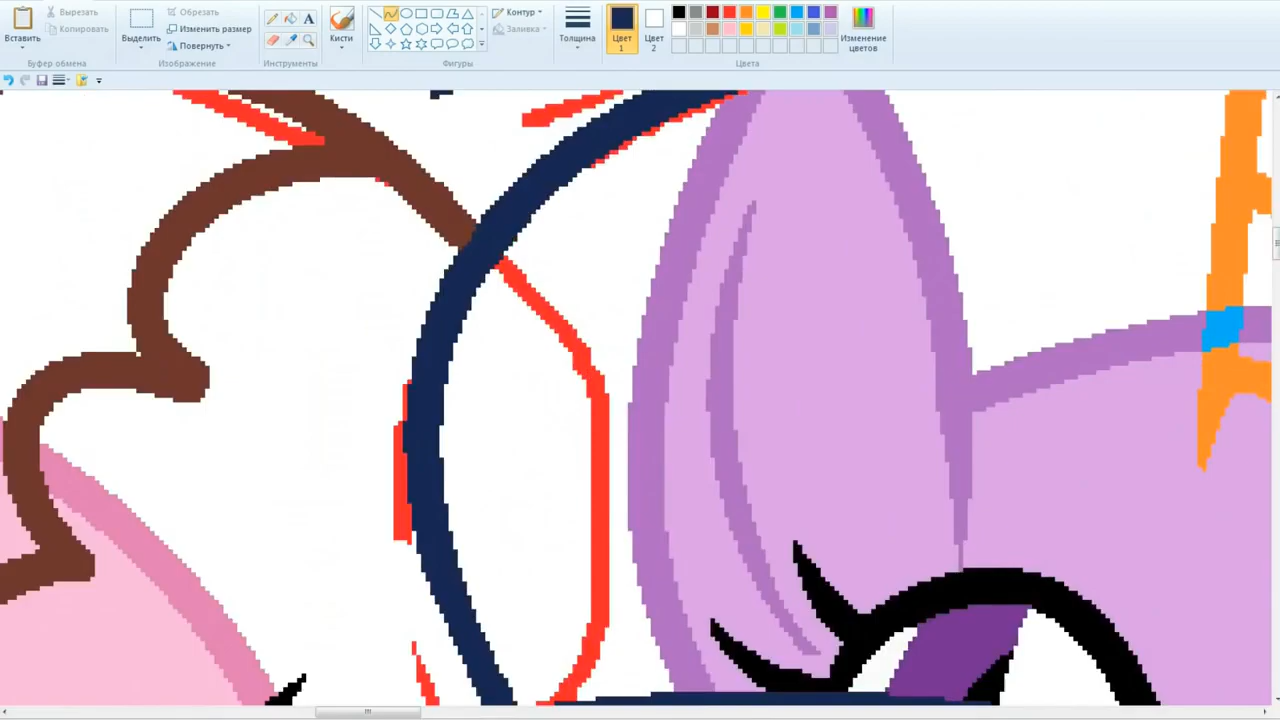 Вставить
Вырезать
Копировать
Буфер обмена
Выделить
Обрезать
Изменить размер
Повернуть
Изображение
A
Инструменты
Кисти
Контур
Заливка
Фигуры
Толщина
Цвет
1
Цвет
2
Цвета
Изменение
цветов